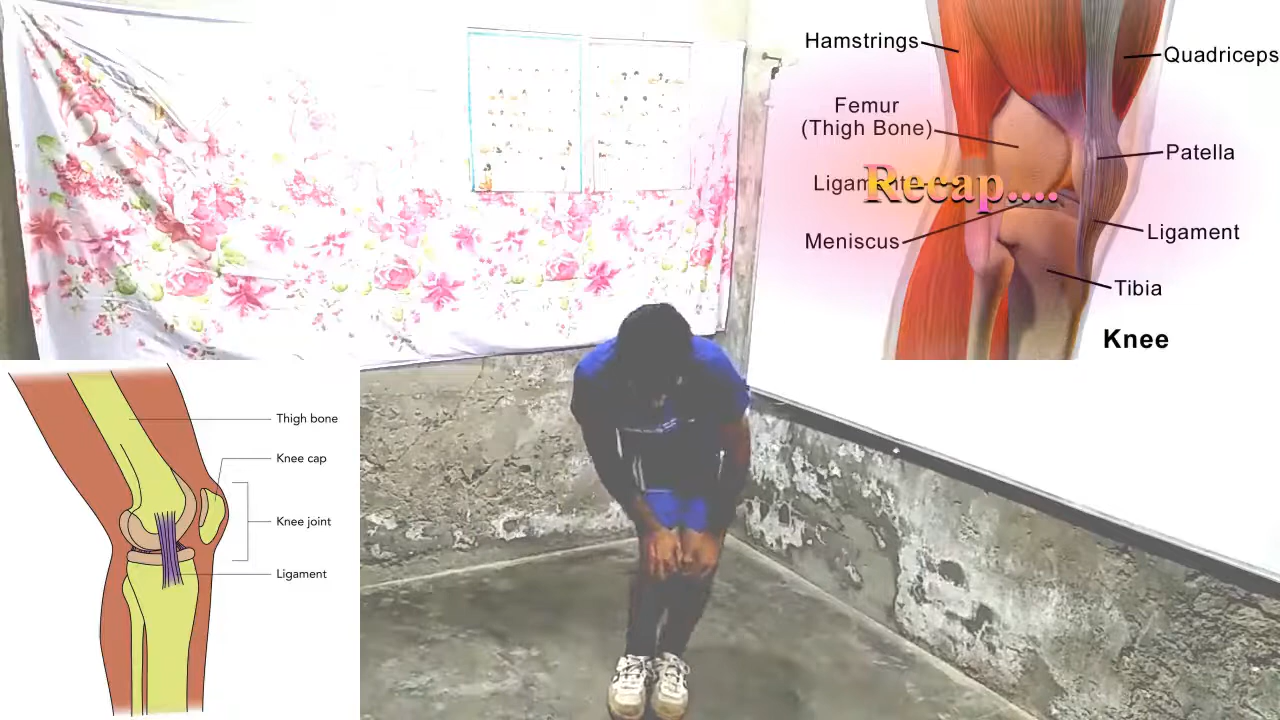 Hamstrings
Quadriceps
Femur
(Thigh Bone)
Patella
Recap....
Meniscus
Ligament
Tibia
Knee
Thigh bone
Knee cap
Knee joint
Ligament